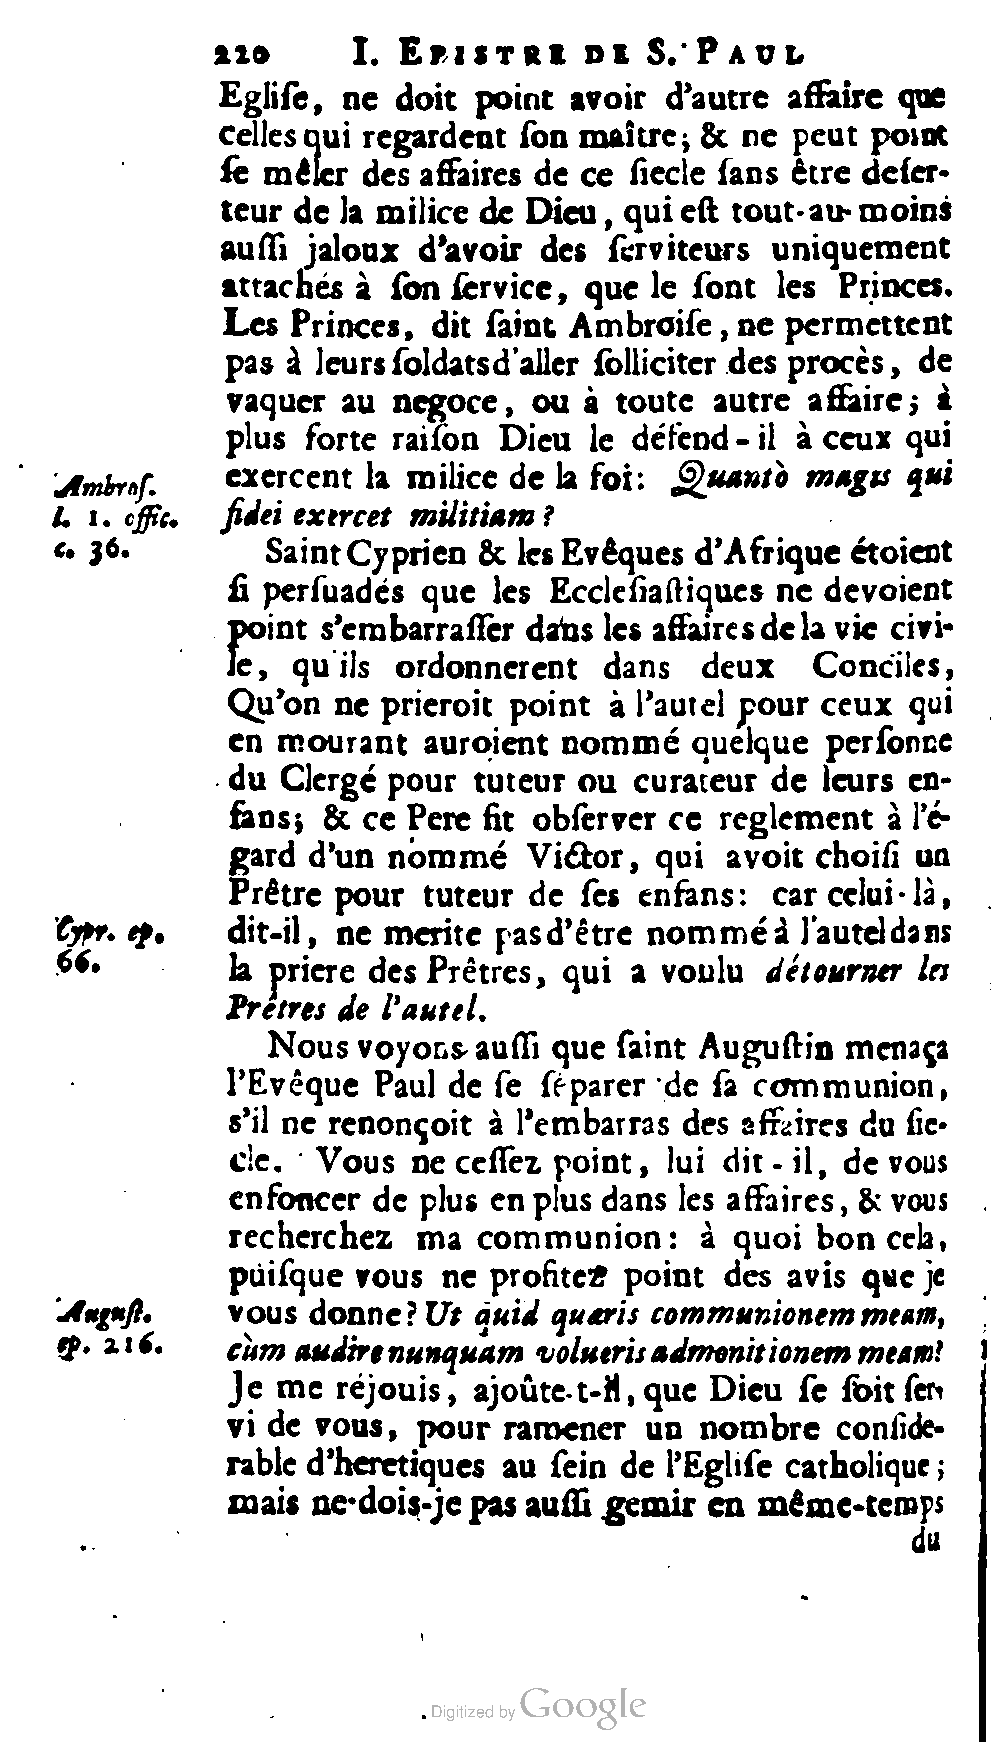 220 I. EPISTRE DE S. PAUL
Egliſe, ne doit point avoir d'autre affaire que
celles qui regardent ſon maître; & ne peut point
ſe mêler des affaires de ce ſiecle ſans être deſer-
teur de la milice de Dieu, qui eſt tout-au-moins
auſſi jaloux d'avoir des ſerviteurs uniquement
attachés à ſon ſervice, que le ſont les Princes.
Les Princes, dit ſaint Ambroiſe, ne permettent
pas à leurs ſoldats d'aller ſolliciter des procès, de
vaquer au negoce, ou à toute autre affaire; à
plus forte raiſon Dieu le défend-il à ceux qui
exercent la milice de la foi: Quantò magis qui
fidei exercet militiam?
Ambroſ.
l. 1. offic.
c. 36.
Saint Cyprien & les Evêques d'Afrique étoient
ſi perſuadés que les Eccleſiaſtiques ne devoient
point s'embarraſſer dans les affaires de la vie civi-
le, qu'ils ordonnerent dans deux Conciles,
Qu'on ne prieroit point à l'autel pour ceux qui
en mourant auroient nommé quelque perſonne
du Clergé pour tuteur ou curateur de leurs en-
fans; & ce Pere fit obſerver ce reglement à l'é-
gard d'un nommé Victor, qui avoit choiſi un
Prêtre pour tuteur de ſes enfans: car celui-là,
dit-il, ne merite pas d'être nommé à l'autel dans
la priere des Prêtres, qui a voulu détourner les
Prêtres de l'autel.
Cypr. ep.
66.
Nous voyons auſſi que ſaint Auguſtin menaça
l'Evêque Paul de ſe ſéparer de ſa communion,
s'il ne renonçoit à l'embarras des affaires du ſie-
cle. Vous ne ceſſez point, lui dit-il, de vous
enfoncer de plus en plus dans les affaires, & vous
recherchez ma communion: à quoi bon cela,
puiſque vous ne profitez point des avis que je
vous donne? Ut quid quæris communionem meam,
cùm audire nunquam volueris admonitionem meam?
Auguſt.
ep. 216.
Je me réjouis, ajoûte-t-il, que Dieu ſe ſoit ſer
vi de vous, pour ramener un nombre conſide-
rable d'heretiques au ſein de l'Egliſe catholique;
mais ne dois-je pas auſſi gemir en même-temps
du
Digitized by Google